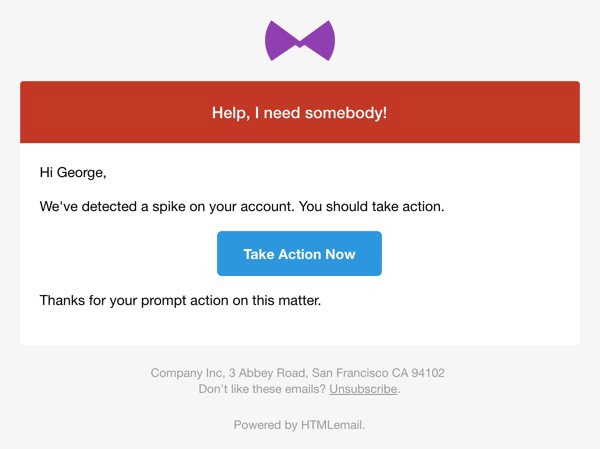 Help, I need somebody!
Hi George,
We've detected a spike on your account. You should take action.
Take Action Now
Thanks for your prompt action on this matter.
Company Inc, 3 Abbey Road, San Francisco CA 94102
Don't like these emails? Unsubscribe.
Powered by HTMLemail.